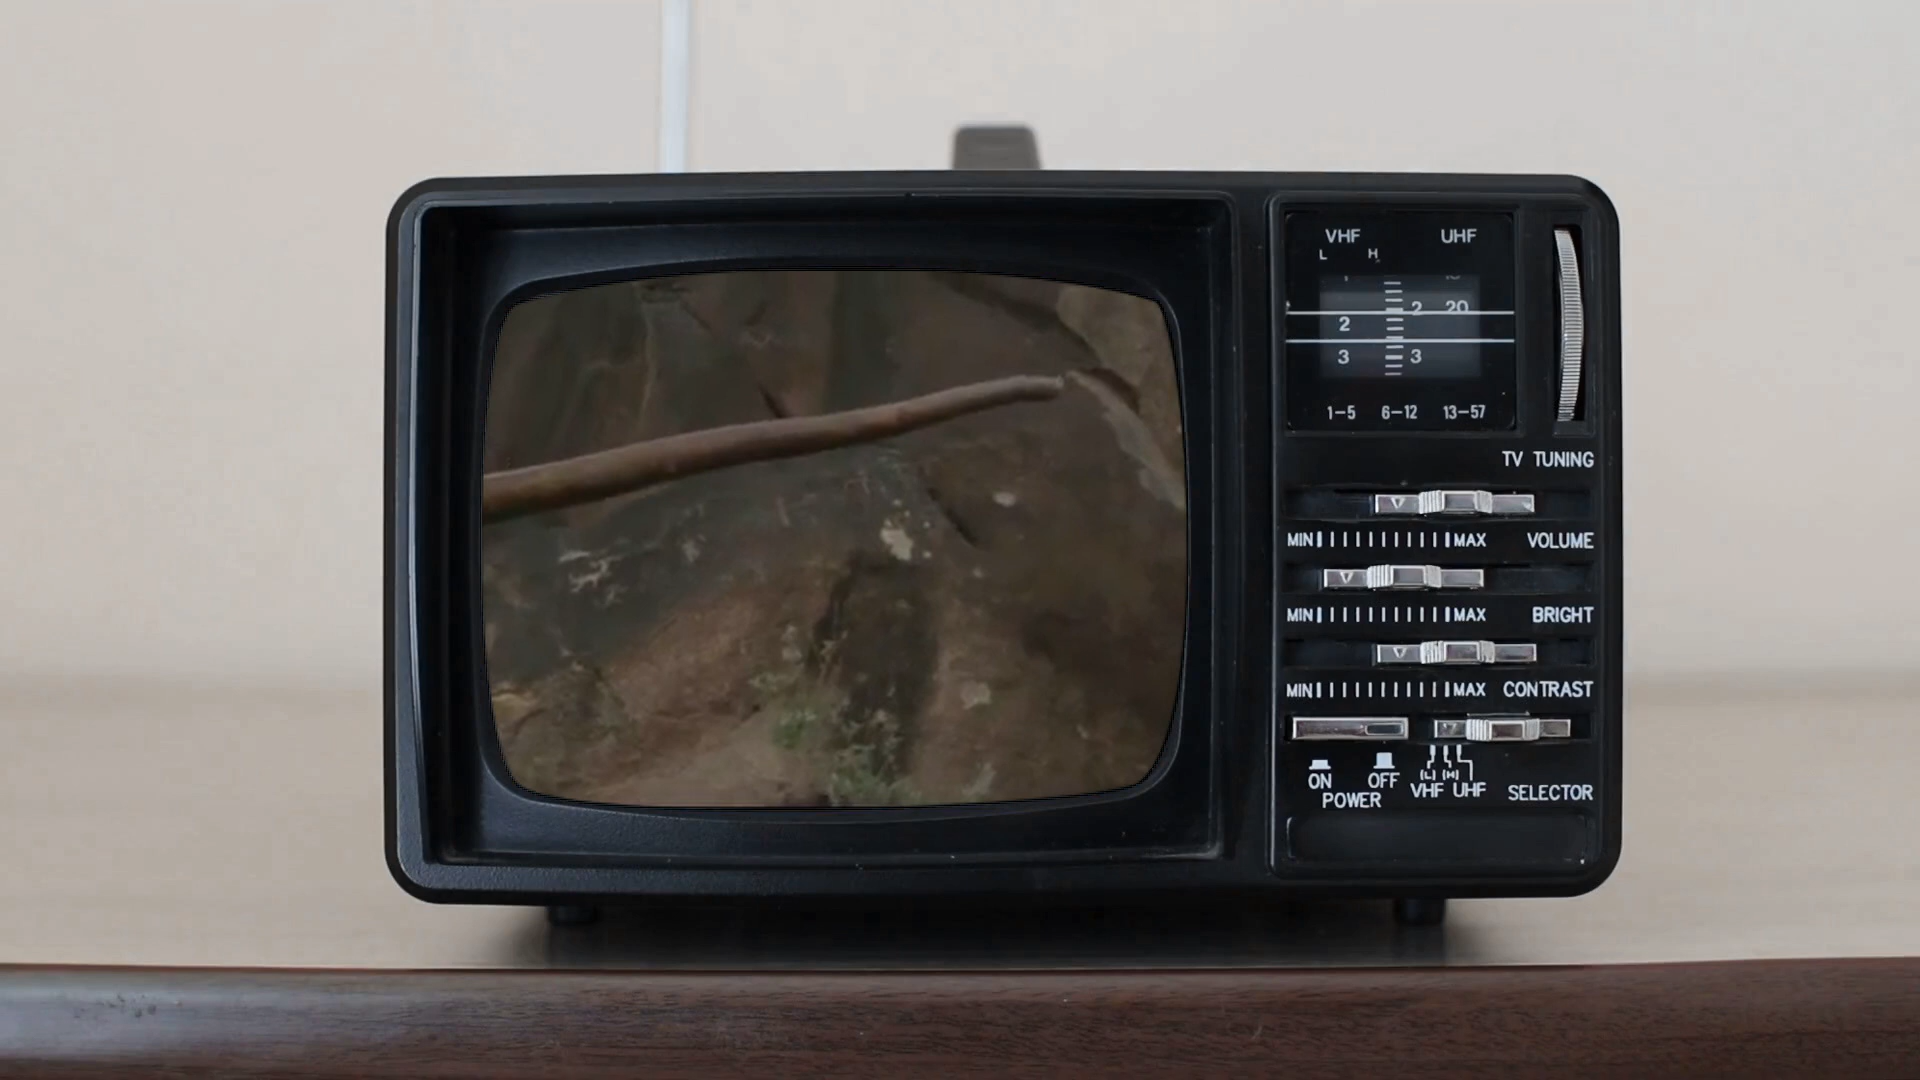 VHF UHF
L H
2 20
2
3 3
1-5 6-12 13-57
TV TUNING
MIN MAX VOLUME
MIN MAX BRIGHT
MIN MAX CONTRAST
ON OFF
(L) (H)
VHF UHF
POWER
SELECTOR